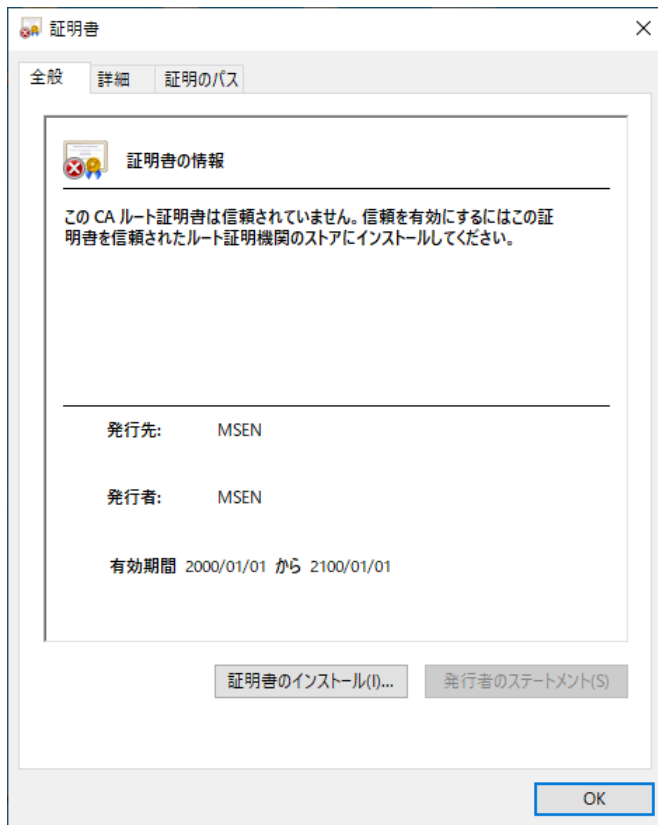 証明書
全般
詳細
証明のパス
証明書の情報
この CA ルート証明書は信頼されていません。信頼を有効にするにはこの証
明書を信頼されたルート証明機関のストアにインストールしてください。
発行先: MSEN
発行者: MSEN
有効期間 2000/01/01 から 2100/01/01
証明書のインストール(I)...
発行者のステートメント(S)
OK